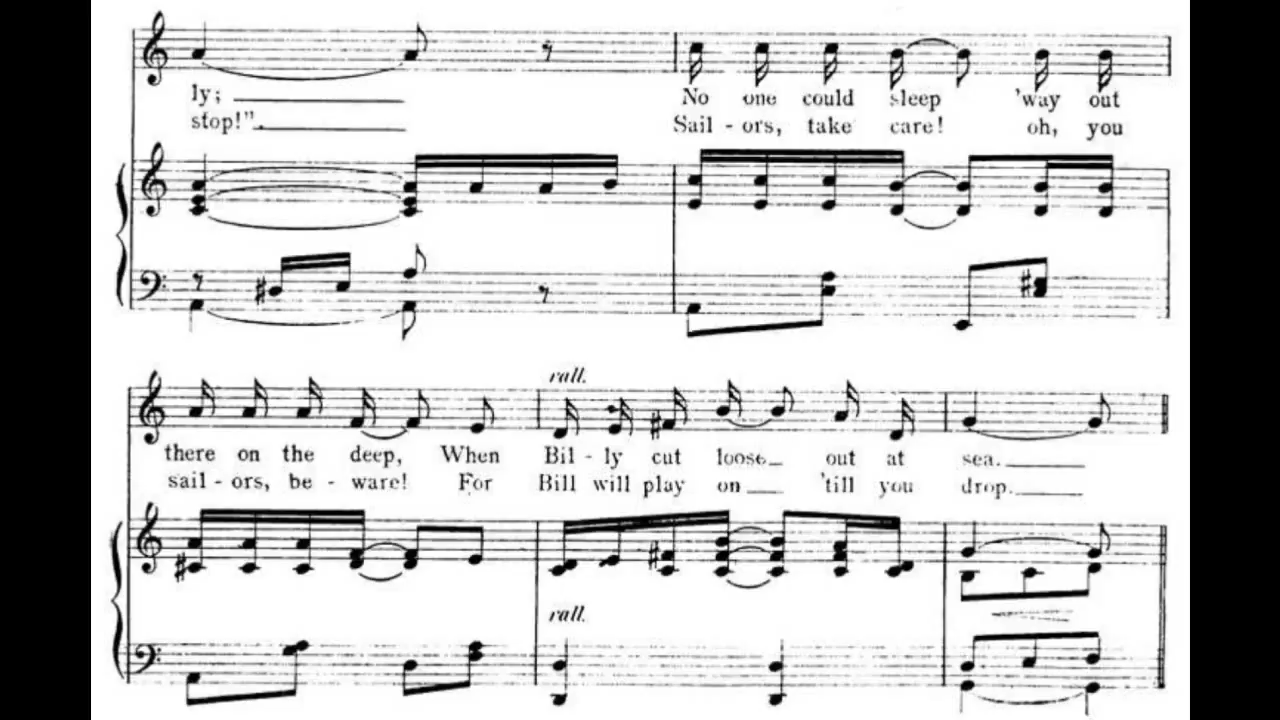 ly;
No one could sleep 'way out
stop!"
Sail - ors, take care! oh, you
rall.
there on the deep, When Bil - ly cut loose out at sea.
sail - ors, be - ware! For Bill will play on 'till you drop.
rall.